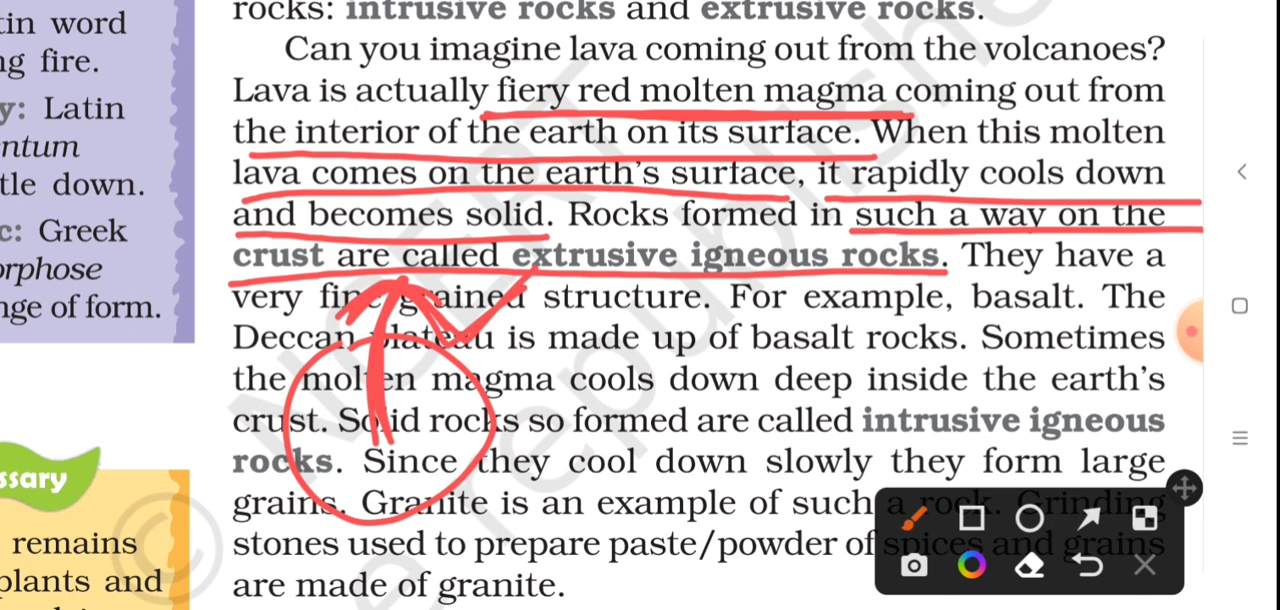 rocks: intrusive rocks and extrusive rocks.
Can you imagine lava coming out from the volcanoes?
Lava is actually fiery red molten magma coming out from
the interior of the earth on its surface. When this molten
lava comes on the earth's surface, it rapidly cools down
and becomes solid. Rocks formed in such a way on the
crust are called extrusive igneous rocks. They have a
very fine grained structure. For example, basalt. The
Deccan plateau is made up of basalt rocks. Sometimes
the molten magma cools down deep inside the earth's
crust. Solid rocks so formed are called intrusive igneous
rocks. Since they cool down slowly they form large
grains. Granite is an example of such a rock. Grinding
stones used to prepare paste/powder of spices and grains
are made of granite.
tin word
ng fire.
y: Latin
ntum
tle down.
c: Greek
orphose
nge of form.
ssary
remains
plants and
© NCERT
e republishe